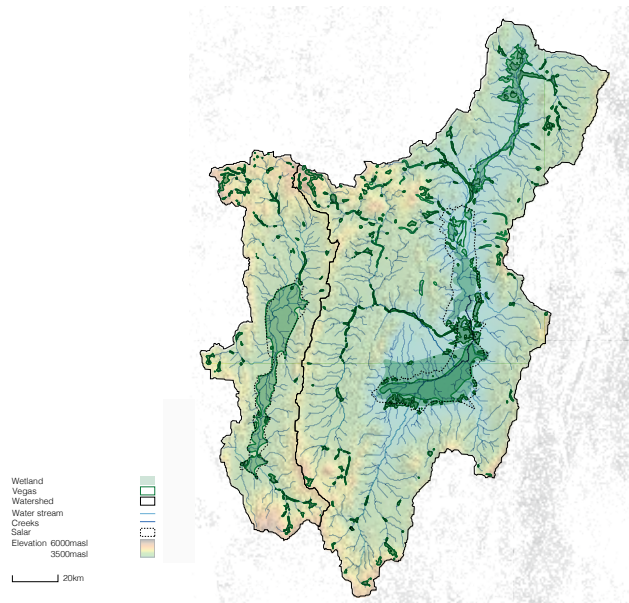 Wetland
Vegas
Watershed
Water stream
Creeks
Salar
Elevation 6000masl
3500masl
20km